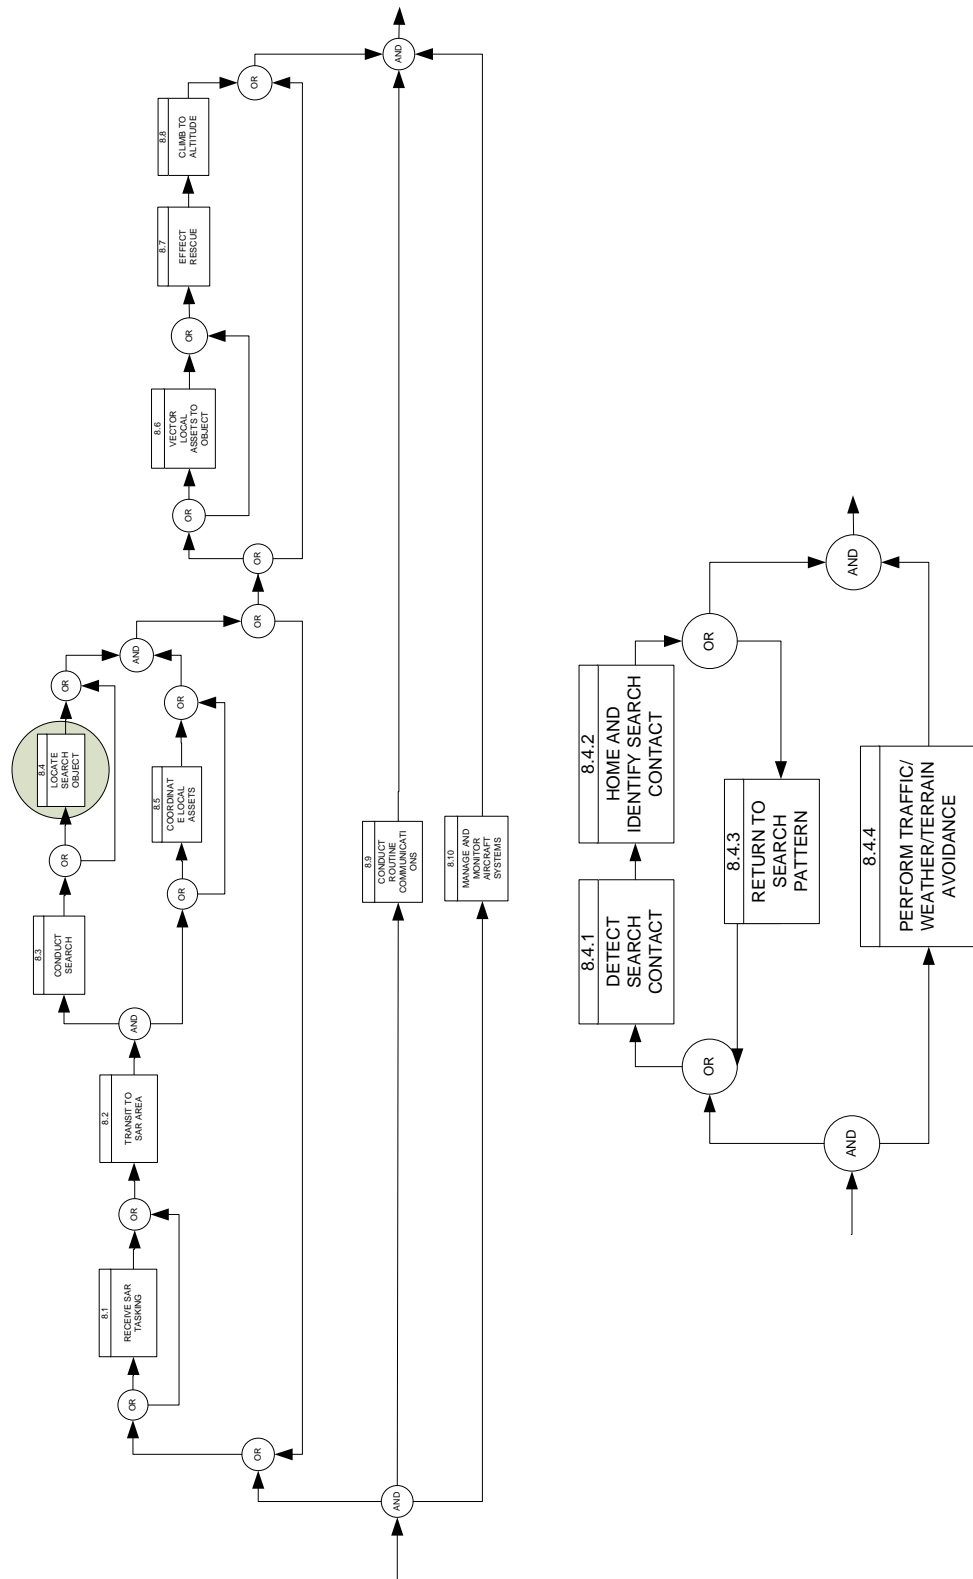 AND
OR
OR
8.1
RECEIVE SAR
TASKING
OR
8.2
TRANSIT TO
SAR AREA
AND
8.3
CONDUCT
SEARCH
OR
8.4
LOCATE
SEARCH
OBJECT
OR
OR
8.5
COORDINAT
E LOCAL
ASSETS
OR
AND
OR
OR
OR
8.6
VECTOR
LOCAL
ASSETS TO
OBJECT
OR
8.7
EFFECT
RESCUE
8.8
CLIMB TO
ALTITUDE
OR
8.9
CONDUCT
ROUTINE
COMMCUNICATI
ONS
8.10
MANAGE AND
MONITOR
AIRCRAFT
SYSTEMS
AND
AND
OR
8.4.1
DETECT
SEARCH
CONTACT
8.4.2
HOME AND
IDENTIFY SEARCH
CONTACT
OR
8.4.3
RETURN TO
SEARCH
PATTERN
8.4.4
PERFORM TRAFFIC/
WEATHER/TERRAIN
AVOIDANCE
AND